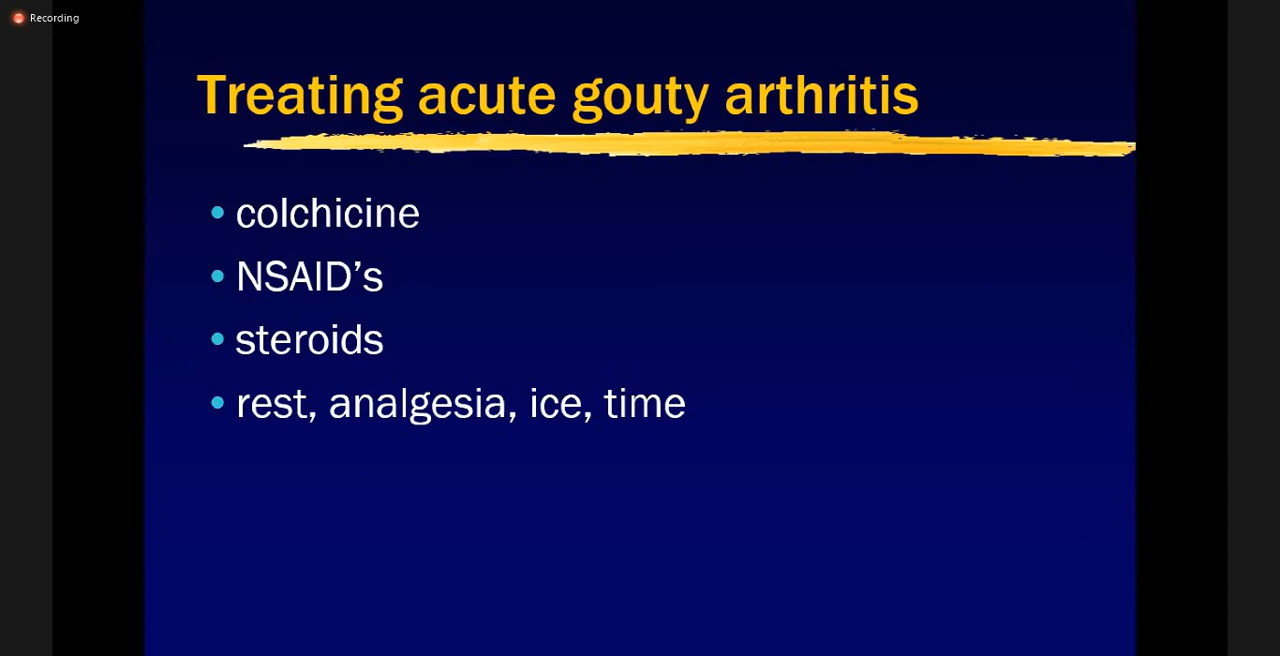 Recording
Treating acute gouty arthritis
• colchicine
• NSAID’s
• steroids
• rest, analgesia, ice, time